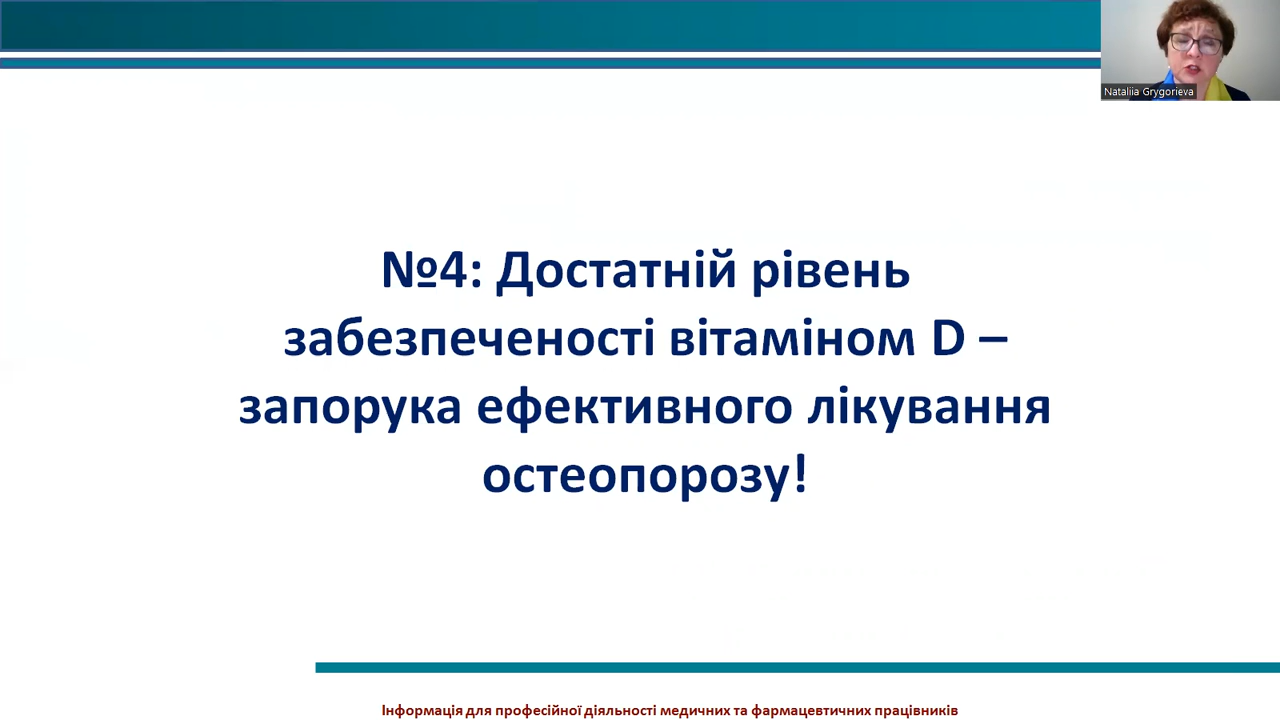 Nataliia Grygorieva
№4: Достатній рівень
забезпеченості вітаміном D –
запорука ефективного лікування
остеопорозу!
Інформація для професійної діяльності медичних та фармацевтичних працівників